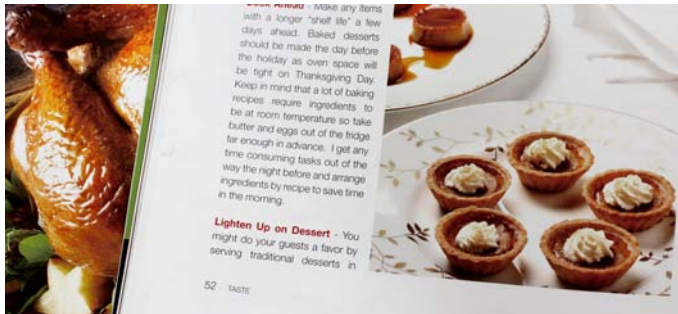 Cook Ahead - Make any items
with a longer "shelf life" a few
days ahead. Baked desserts
should be made the day before
the holiday as oven space will
be tight on Thanksgiving Day.
Keep in mind that a lot of baking
recipes require ingredients to
be at room temperature so take
butter and eggs out of the fridge
far enough in advance. I get any
time consuming tasks out of the
way the night before and arrange
ingredients by recipe to save time
in the morning.
Lighten Up on Dessert - You
might do your guests a favor by
serving traditional desserts in
52 TASTE